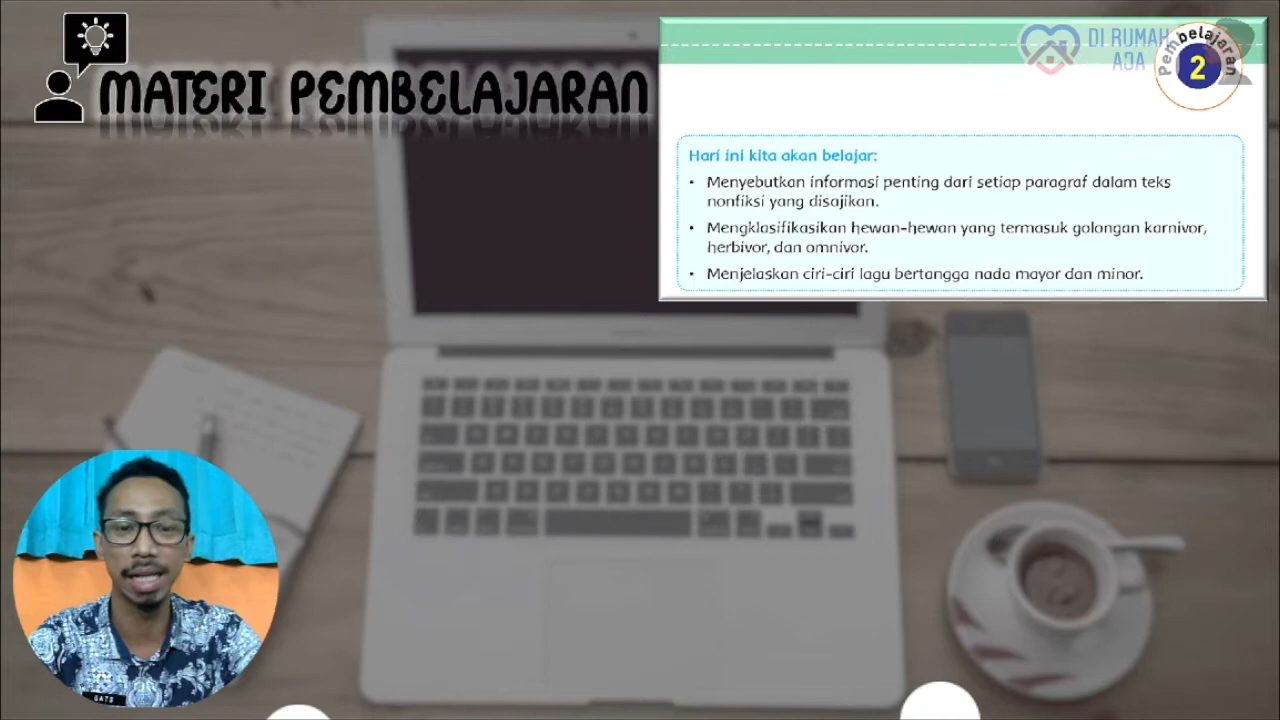 MATERI PEMBELAJARAN
DI RUMAH
AJA
Pembelajaran
2
Hari ini kita akan belajar:
• Menyebutkan informasi penting dari setiap paragraf dalam teks
nonfiksi yang disajikan.
• Mengklasifikasikan hewan-hewan yang termasuk golongan karnivor,
herbivor, dan omnivor.
• Menjelaskan ciri-ciri lagu bertangga nada mayor dan minor.